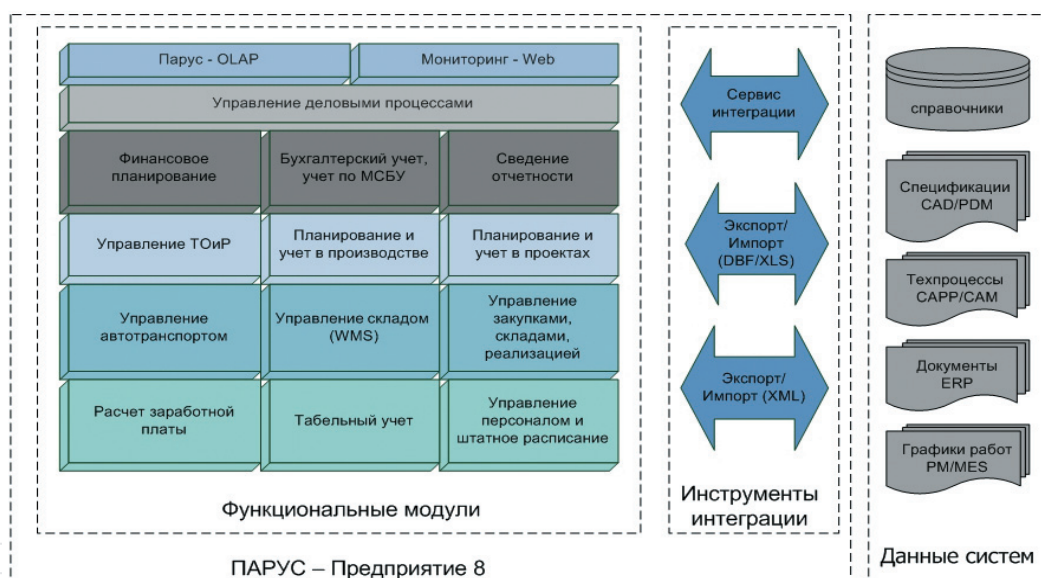 Парус - OLAP
Мониторинг - Web
Управление деловыми процессами
Финансовое
планирование
Бухгалтерский учет,
учет по МСБУ
Сведение
отчетности
Управление ТОиР
Планирование и
учет в производстве
Планирование и
учет в проектах
Управление
автотранспортом
Управление складом
(WMS)
Управление
закупками,
складами,
реализацией
Расчет заработной
платы
Табельный учет
Управление
персоналом и
штатное расписание
Функциональные модули
Сервис
интеграции
Экспорт/
Импорт
(DBF/XLS)
Экспорт/
Импорт (XML)
Инструменты
интеграции
ПАРУС – Предприятие 8
справочники
Спецификации
CAD/PDM
Техпроцессы
CAPP/CAM
Документы
ERP
Графики работ
PM/MES
Данные систем